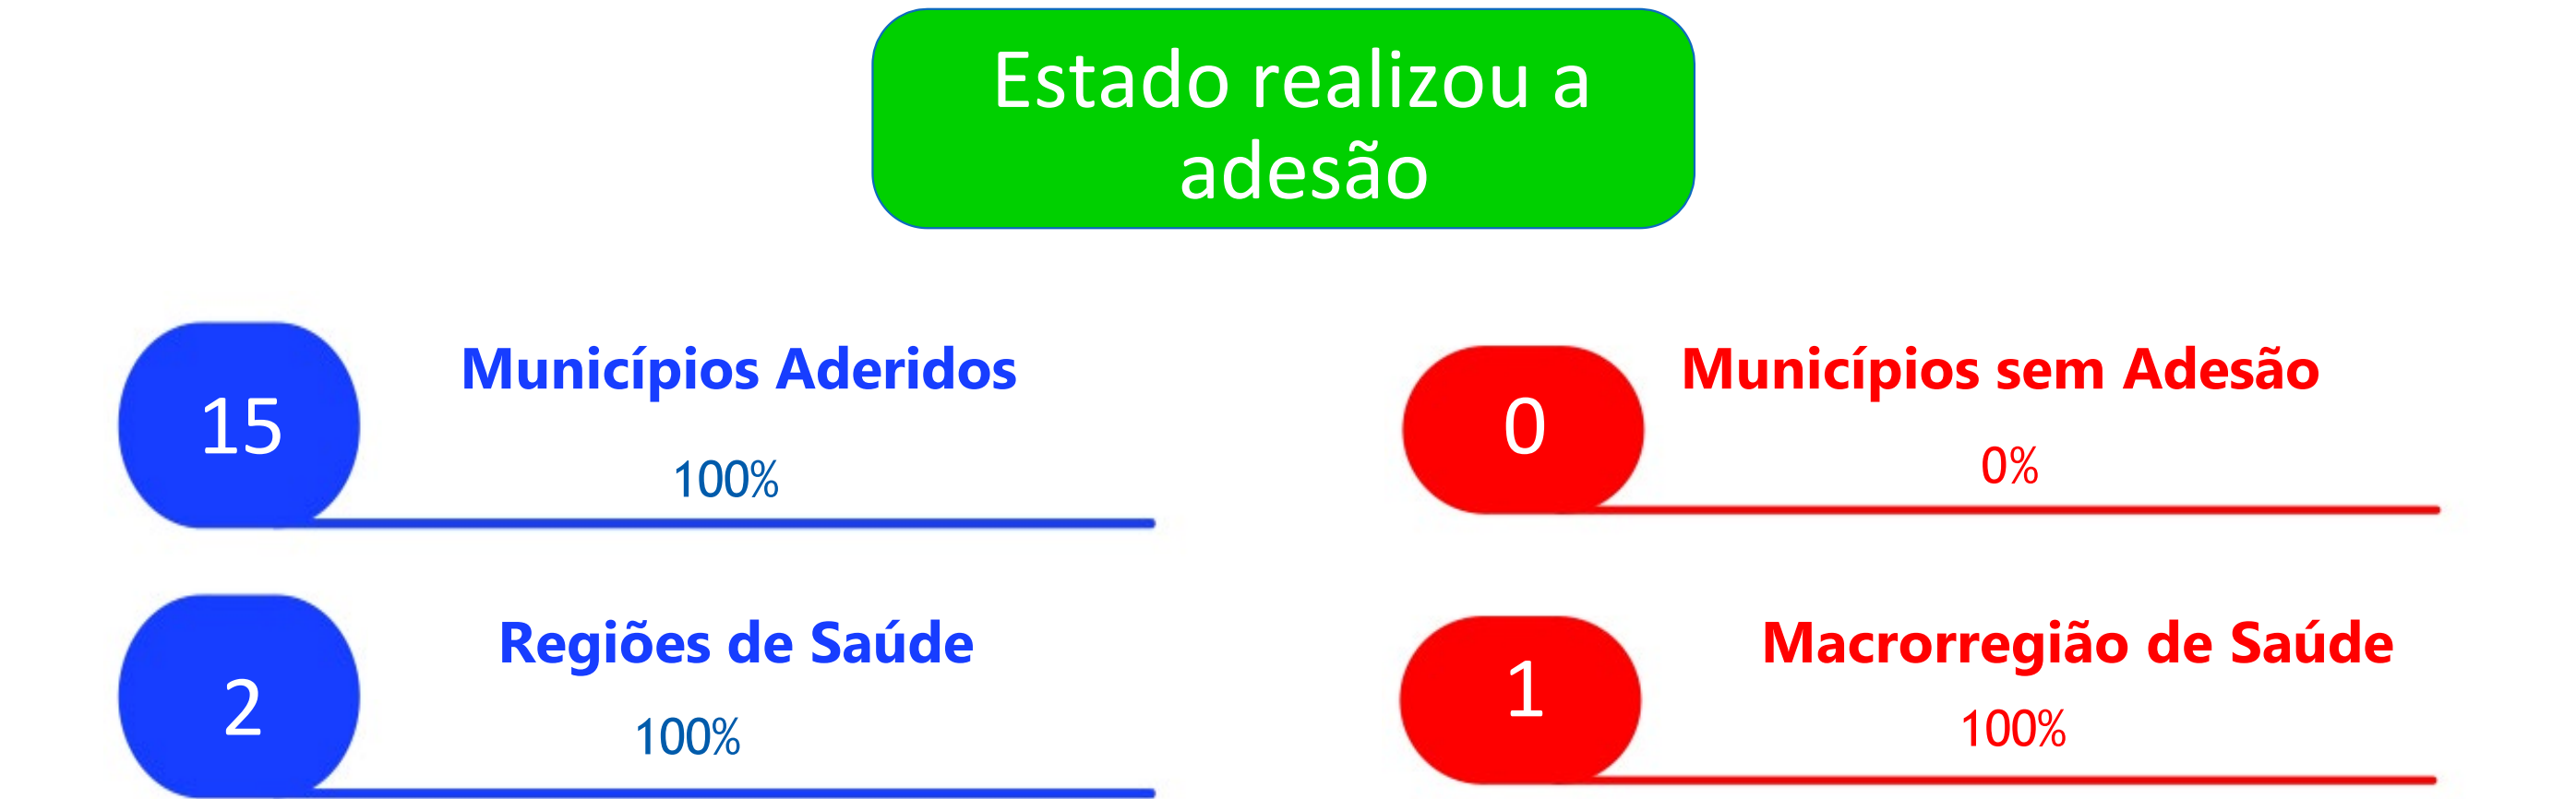 Estado realizou a
adesão
15
Municípios Aderidos
100%
0
Municípios sem Adesão
0%
2
Regiões de Saúde
100%
1
Macrorregião de Saúde
100%